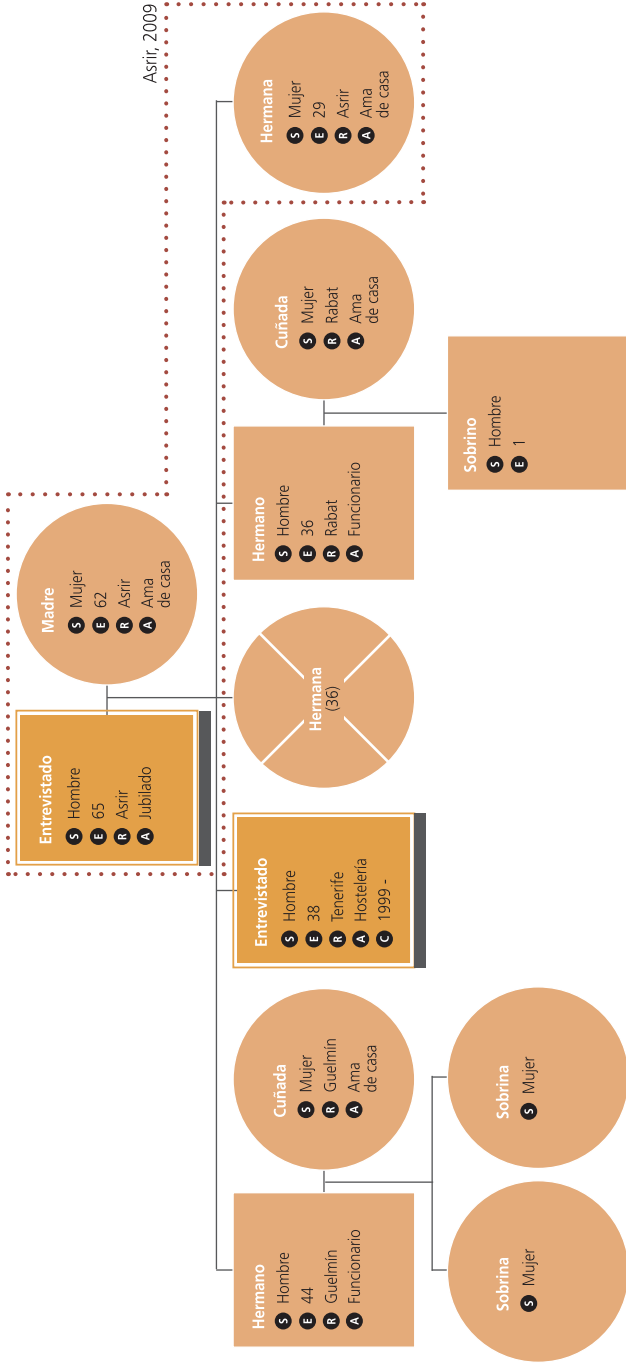 Asrir, 2009
Entrevistado
S Hombre
E 65
R Asrir
A Jubilado
Madre
S Mujer
E 62
R Asrir
A Ama
de casa
Hermano
S Hombre
E 44
R Guelmín
A Funcionario
Cuñada
S Mujer
R Guelmín
A Ama
de casa
Entrevistado
S Hombre
E 38
R Tenerife
A Hostelería
C 1999 -
Hermana
(36)
Hermano
S Hombre
E 36
R Rabat
A Funcionario
Cuñada
S Mujer
R Rabat
A Ama
de casa
Hermana
S Mujer
E 29
R Asrir
A Ama
de casa
Sobrina
S Mujer
Sobrina
S Mujer
Sobrino
S Hombre
E 1